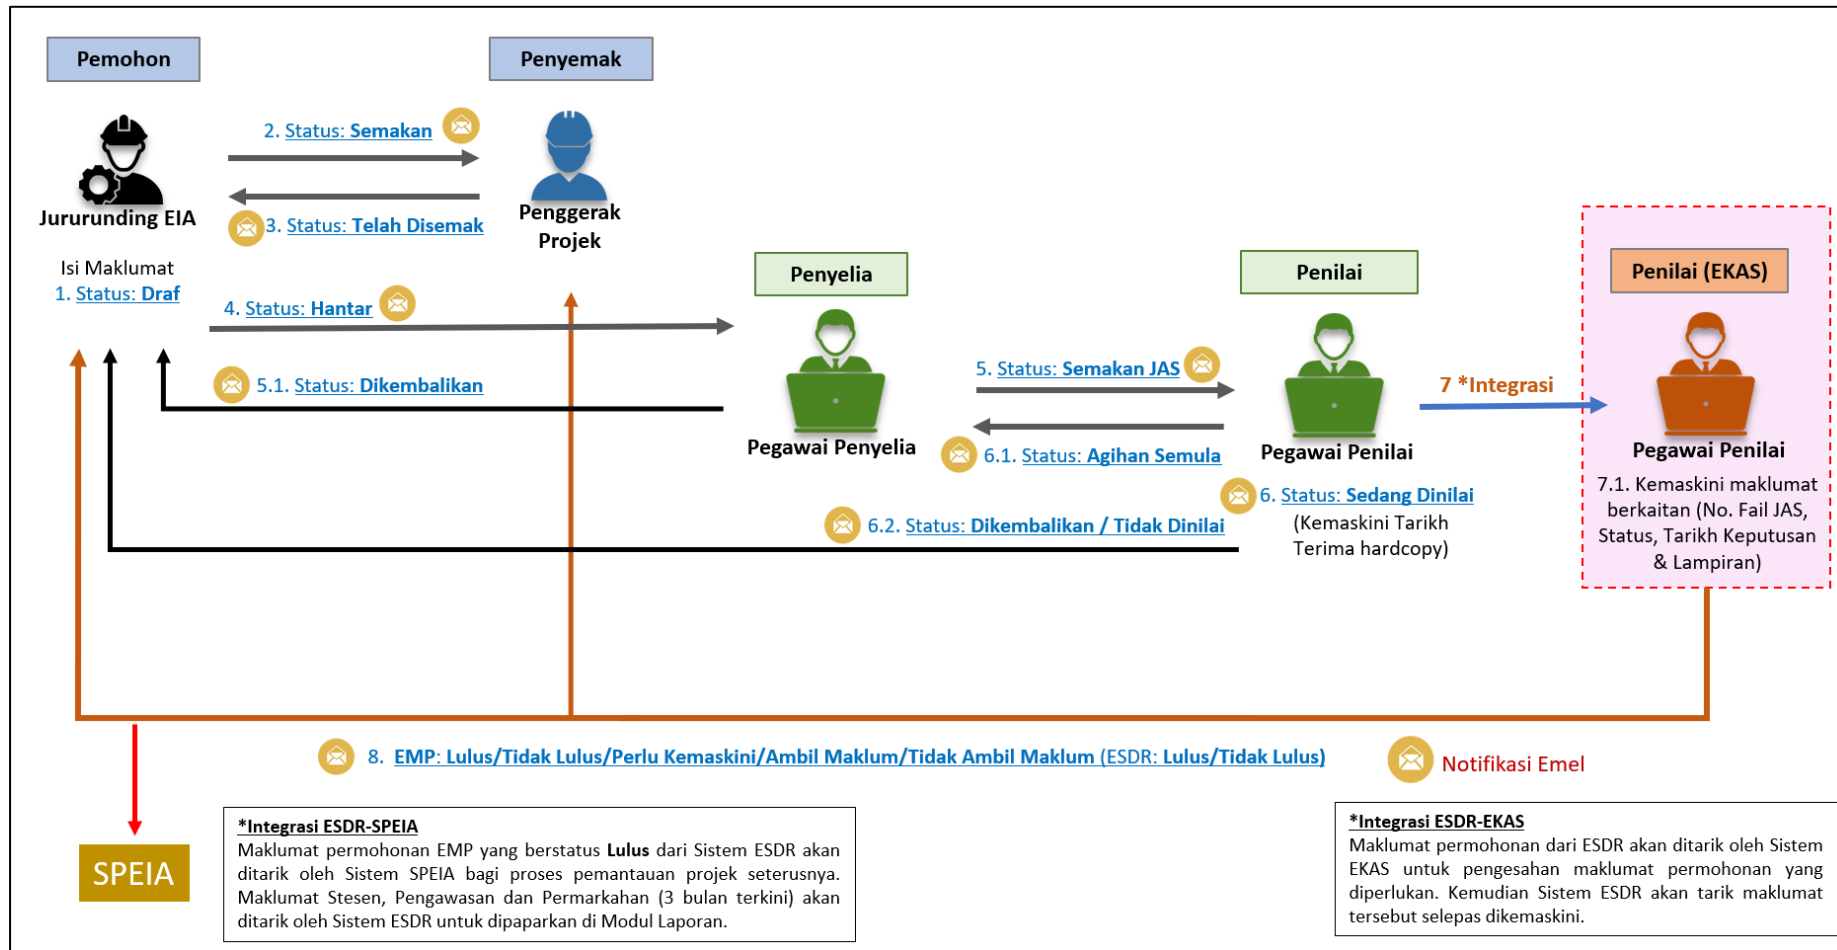 Pemohon
Penyemak
2. Status: Semakan
Jururunding EIA
3. Status: Telah Disemak
Penggerak
Projek
Isi Maklumat
1. Status: Draf
4. Status: Hantar
Penyelia
Penilai
Penilai (EKAS)
5.1. Status: Dikembalikan
5. Status: Semakan JAS
7 *Integrasi
Pegawai Penyelia
6.1. Status: Agihan Semula
Pegawai Penilai
Pegawai Penilai
6. Status: Sedang Dinilai
(Kemaskini Tarikh
Terima hardcopy)
6.2. Status: Dikembalikan / Tidak Dinilai
7.1. Kemaskini maklumat
berkaitan (No. Fail JAS,
Status, Tarikh Keputusan
& Lampiran)
8. EMP: Lulus/Tidak Lulus/Perlu Kemaskini/Ambil Maklum/Tidak Ambil Maklum (ESDR: Lulus/Tidak Lulus)
Notifikasi Emel
SPEIA
*Integrasi ESDR-SPEIA
Maklumat permohonan EMP yang berstatus Lulus dari Sistem ESDR akan
ditarik oleh Sistem SPEIA bagi proses pemantauan projek seterusnya.
Maklumat Stesen, Pengawasan dan Permarkahan (3 bulan terkini) akan
ditarik oleh Sistem ESDR untuk dipaparkan di Modul Laporan.
*Integrasi ESDR-EKAS
Maklumat permohonan dari ESDR akan ditarik oleh Sistem
EKAS untuk pengesahan maklumat permohonan yang
diperlukan. Kemudian Sistem ESDR akan tarik maklumat
tersebut selepas dikemaskini.